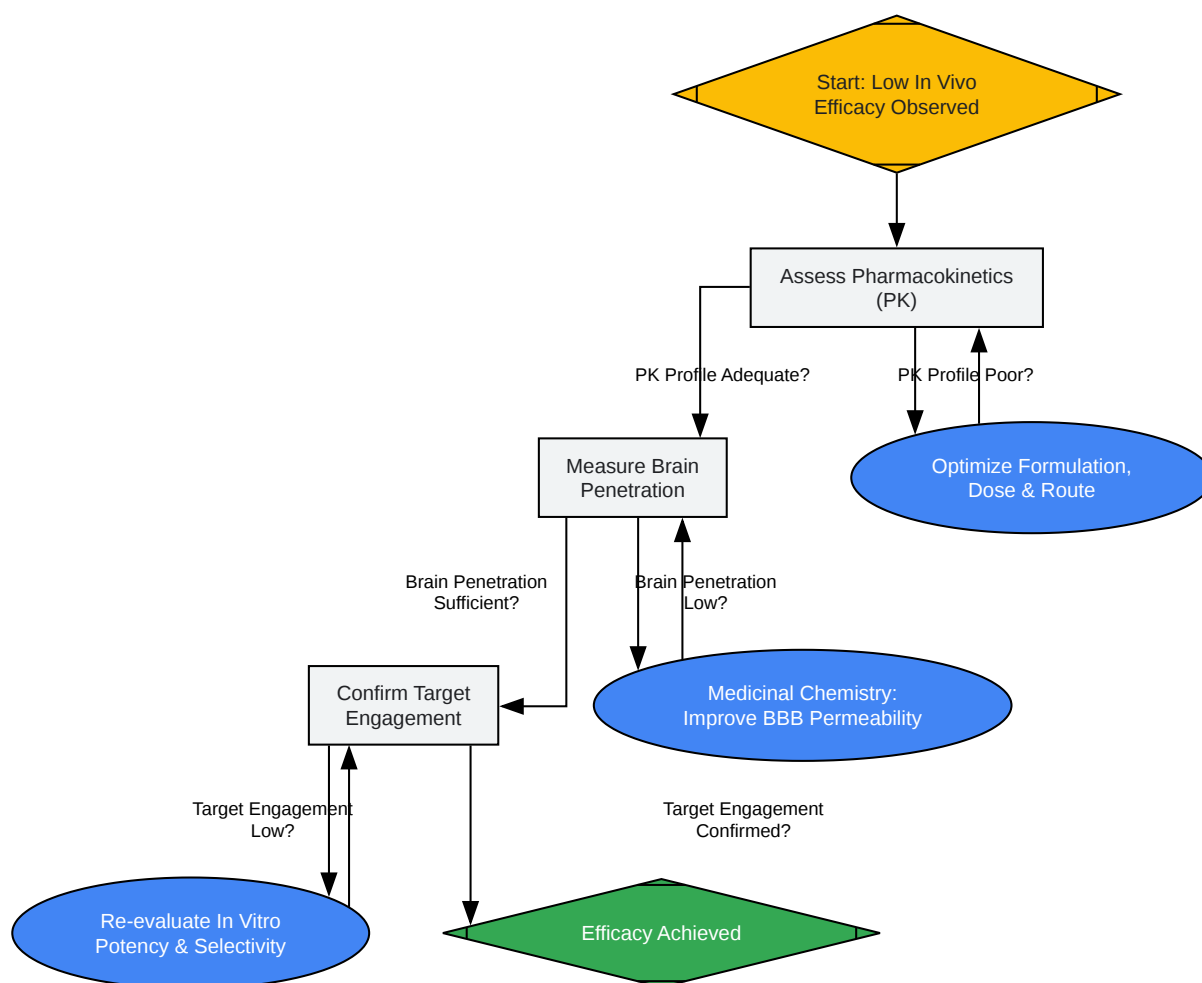 Start: Low In Vivo
Efficacy Observed
Assess Pharmacokinetics
(PK)
PK Profile Adequate?
PK Profile Poor?
Measure Brain
Penetration
Optimize Formulation,
Dose & Route
Brain Penetration
Sufficient?
Brain Penetration
Low?
Confirm Target
Engagement
Medicinal Chemistry:
Improve BBB Permeability
Target Engagement
Low?
Target Engagement
Confirmed?
Re-evaluate In Vitro
Potency & Selectivity
Efficacy Achieved